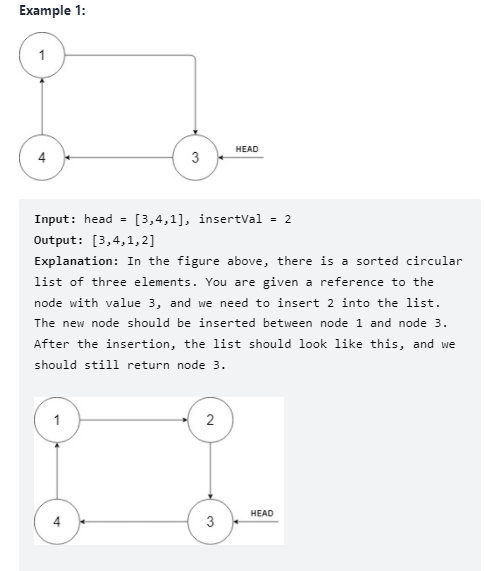 Example 1:
1
4
3
HEAD
Input: head = [3,4,1], insertVal = 2
Output: [3,4,1,2]
Explanation: In the figure above, there is a sorted circular
list of three elements. You are given a reference to the
node with value 3, and we need to insert 2 into the list.
The new node should be inserted between node 1 and node 3.
After the insertion, the list should look like this, and we
should still return node 3.
1
2
4
3
HEAD